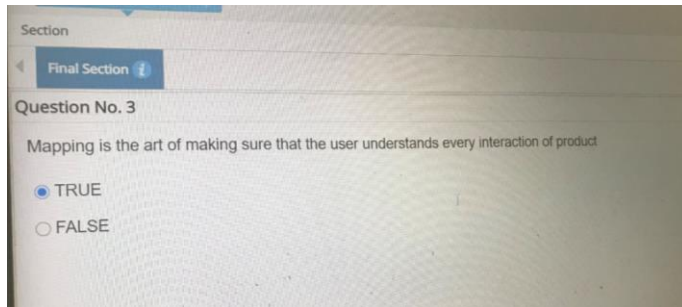 Section
Final Section i
Question No. 3
Mapping is the art of making sure that the user understands every interaction of product
TRUE
FALSE